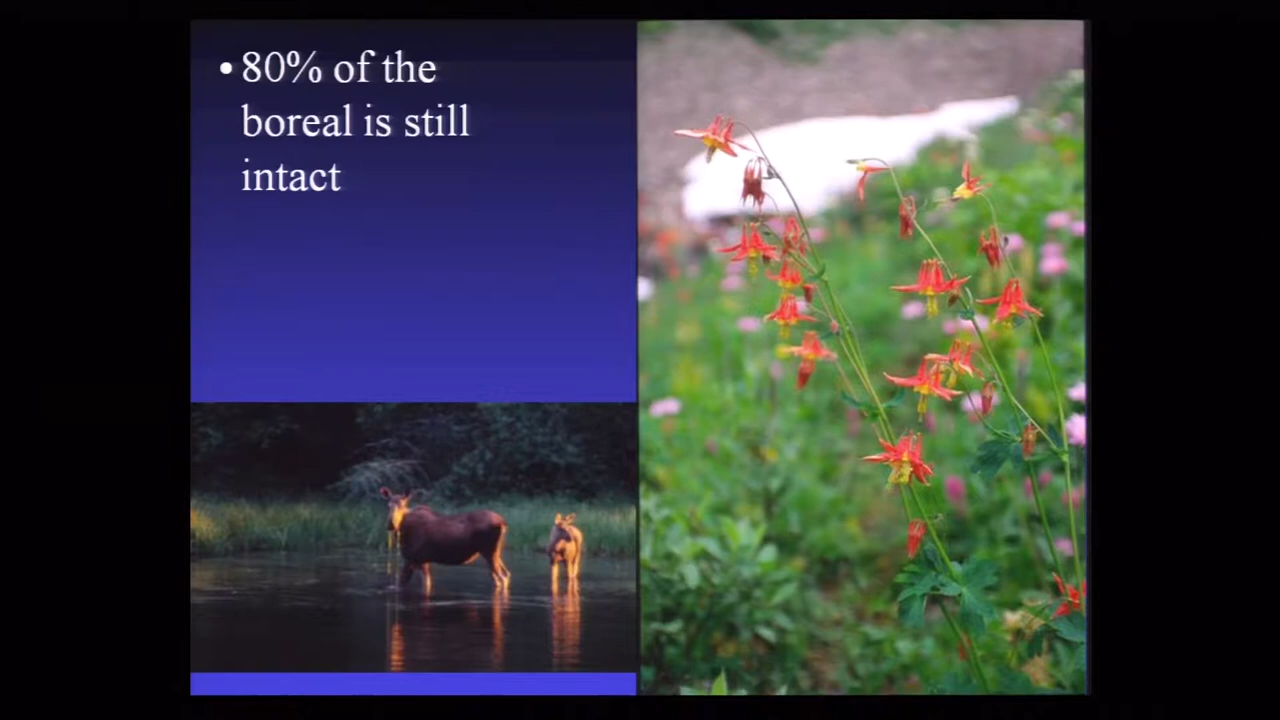 • 80% of the
boreal is still
intact